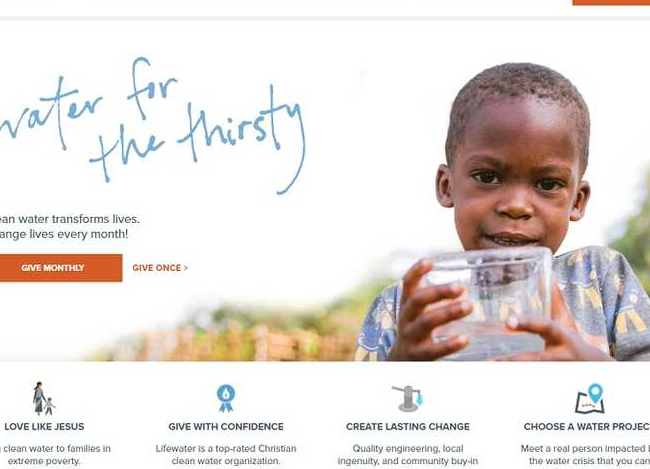 water for
the thirsty
ean water transforms lives.
ange lives every month!
GIVE MONTHLY
GIVE ONCE >
LOVE LIKE JESUS
GIVE WITH CONFIDENCE
CREATE LASTING CHANGE
CHOOSE A WATER PROJEC
clean water to families in
extreme poverty.
Lifewater is a top-rated Christian
clean water organization.
Quality engineering, local
ingenuity, and community buy-in
Meet a real person impacted
the water crisis that you can